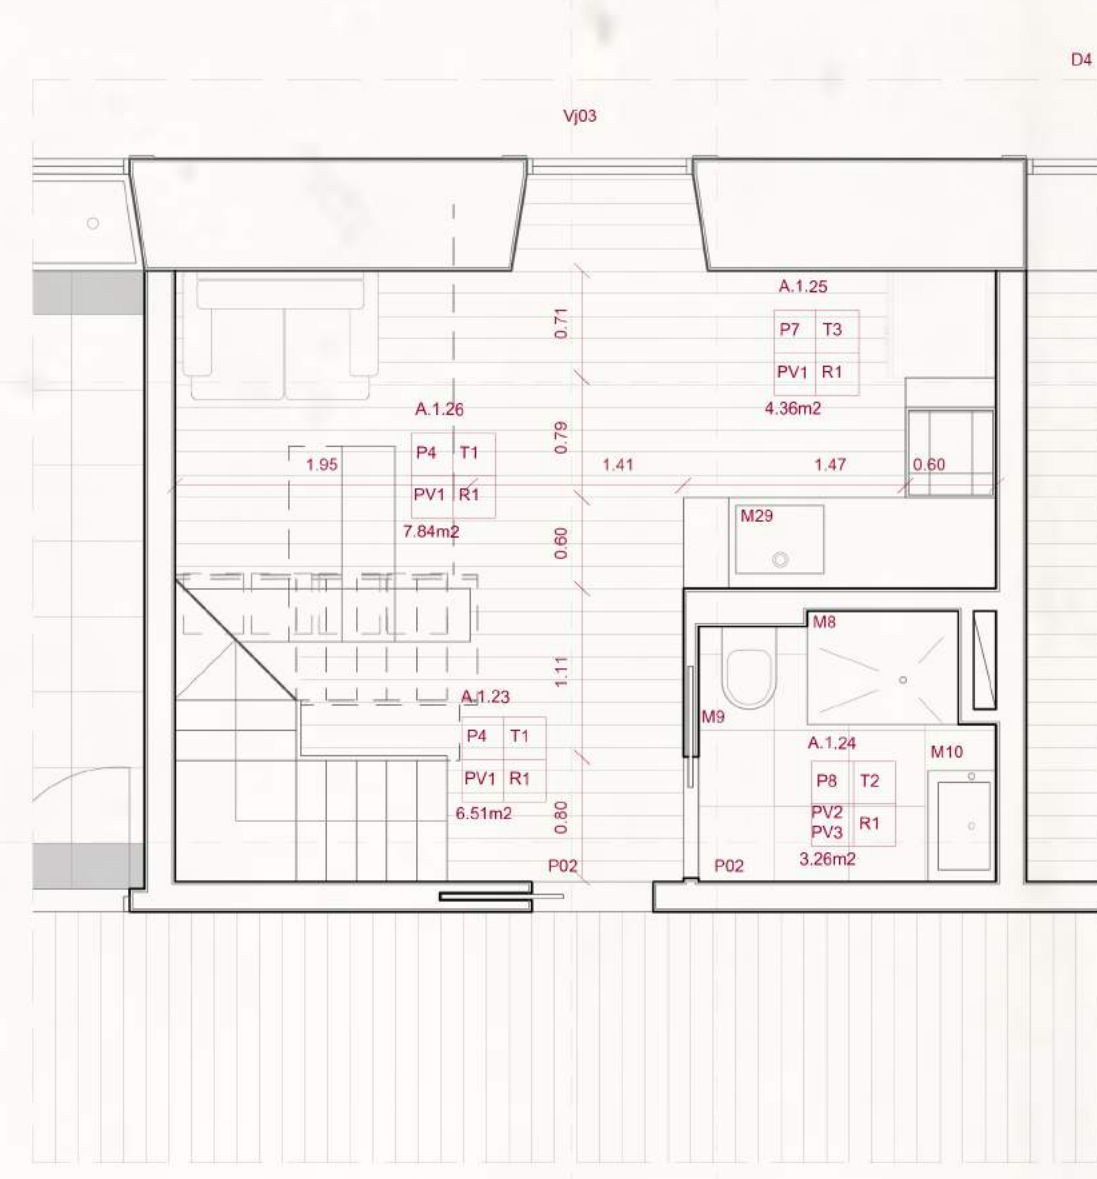 D4
Vj03
A.1.25
P7 T3
PV1 R1
4.36m2
0.71
A.1.26
P4 T1
PV1 R1
7.84m2
0.79
1.95
1.41
1.47
0.60
M29
0.60
M8
1.11
A.1.23
P4 T1
PV1 R1
6.51m2
M9
A.1.24
P8 T2
PV2
PV3
R1
3.26m2
M10
0.80
P02
P02